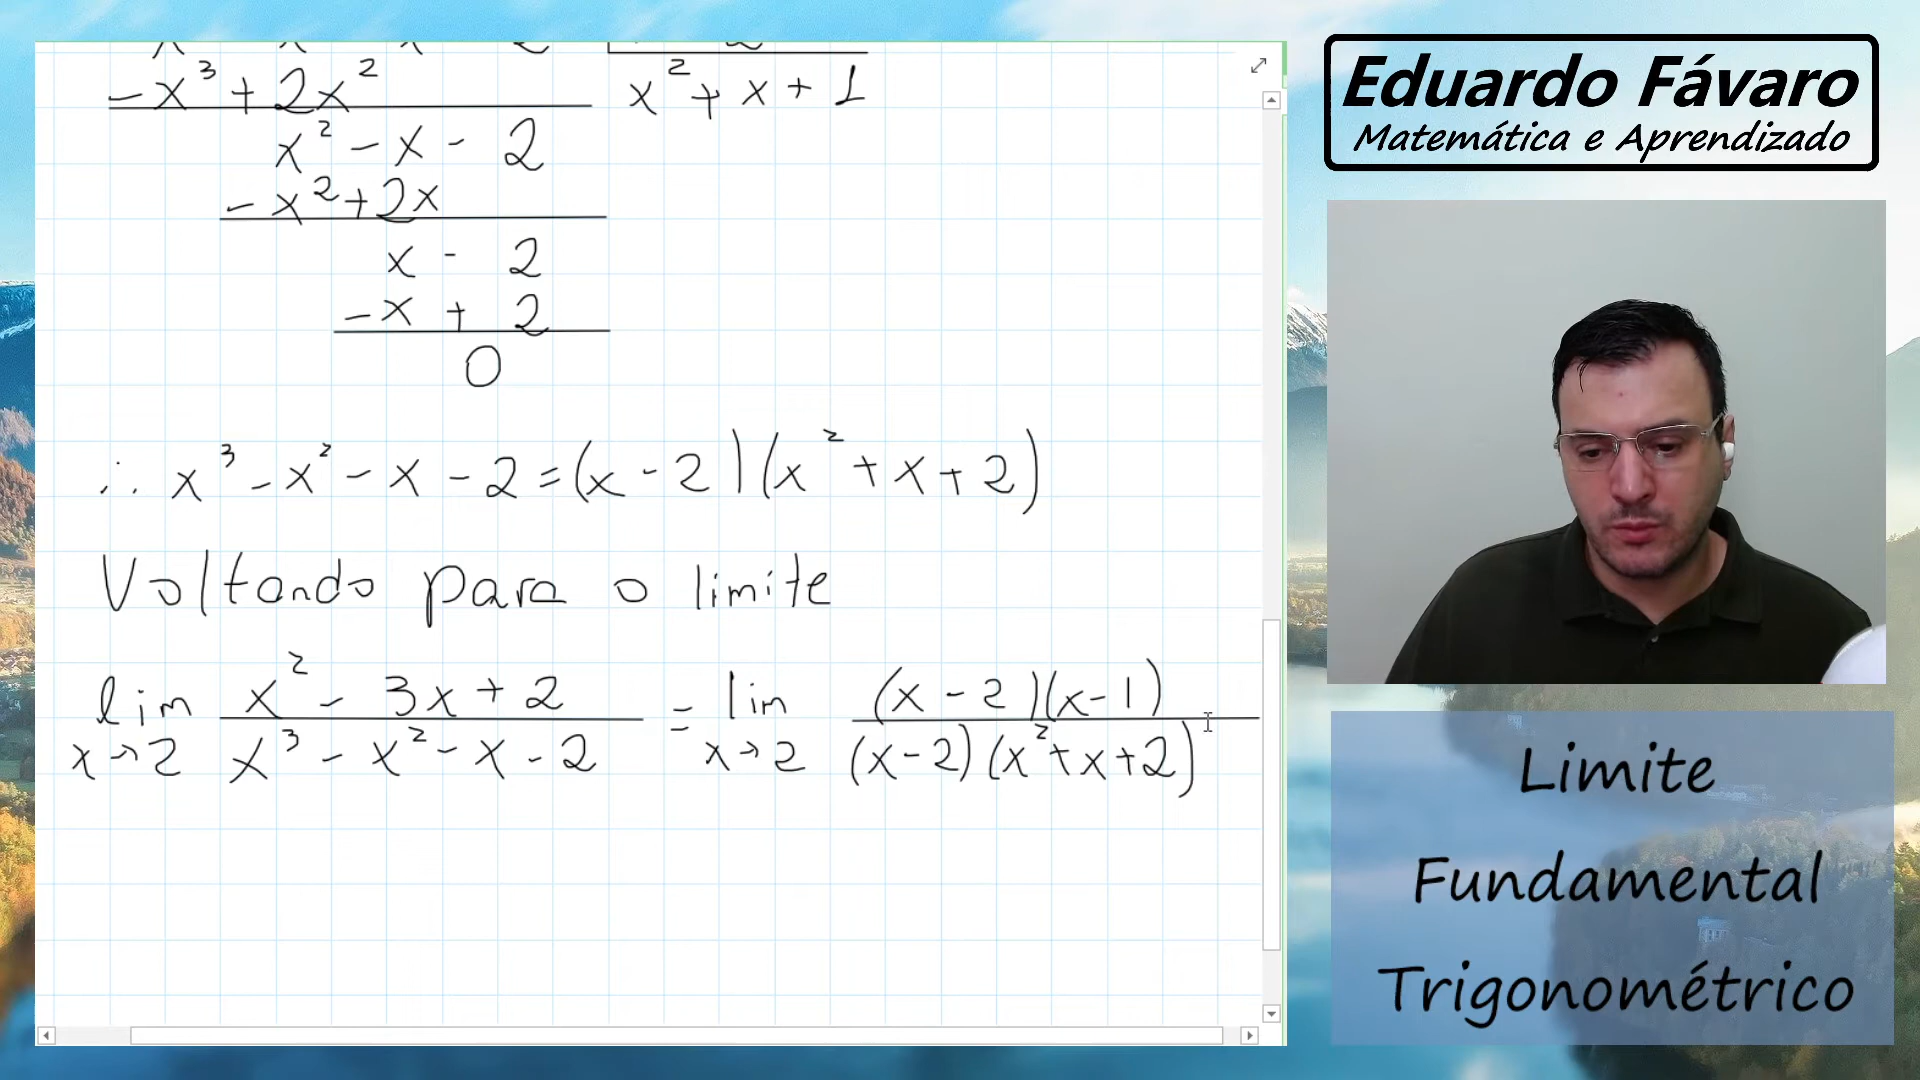 - x³ + 2x² x² + x + 1
x² - x - 2
- x² + 2x
x - 2
- x + 2
0
∴ x³ - x² - x - 2 = (x - 2)(x² + x + 2)
Voltando para o limite
lim x→2 (x² - 3x + 2)/(x³ - x² - x - 2) = lim x→2 (x - 2)(x - 1)/(x - 2)(x² + x + 2)
Eduardo Fávaro
Matemática e Aprendizado
Limite
Fundamental
Trigonométrico